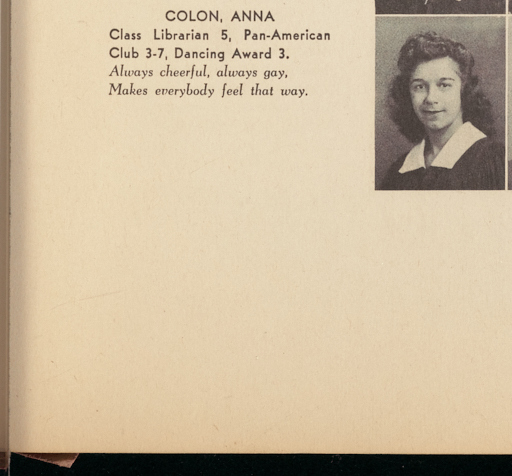 COLON, ANNA
Class Librarian 5, Pan-American
Club 3-7, Dancing Award 3.
Always cheerful, always gay,
Makes everybody feel that way.